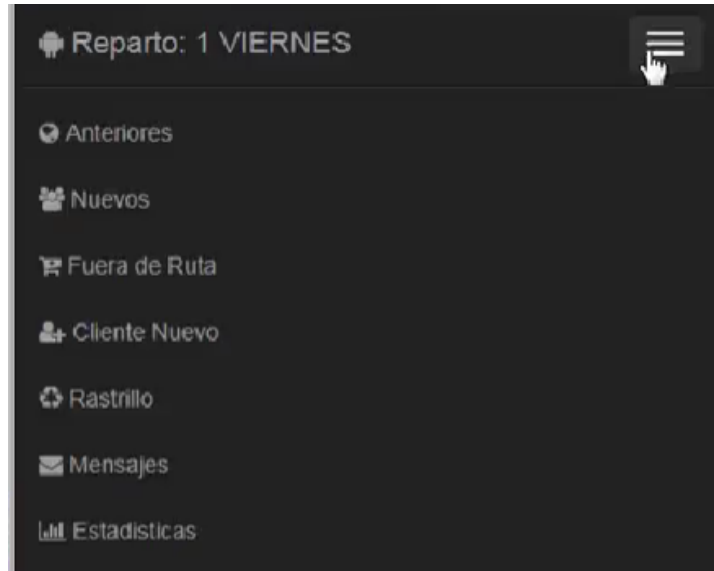 Reparto: 1 VIERNES
Anteriores
Nuevos
Fuera de Ruta
Cliente Nuevo
Rastrillo
Mensajes
Estadisticas